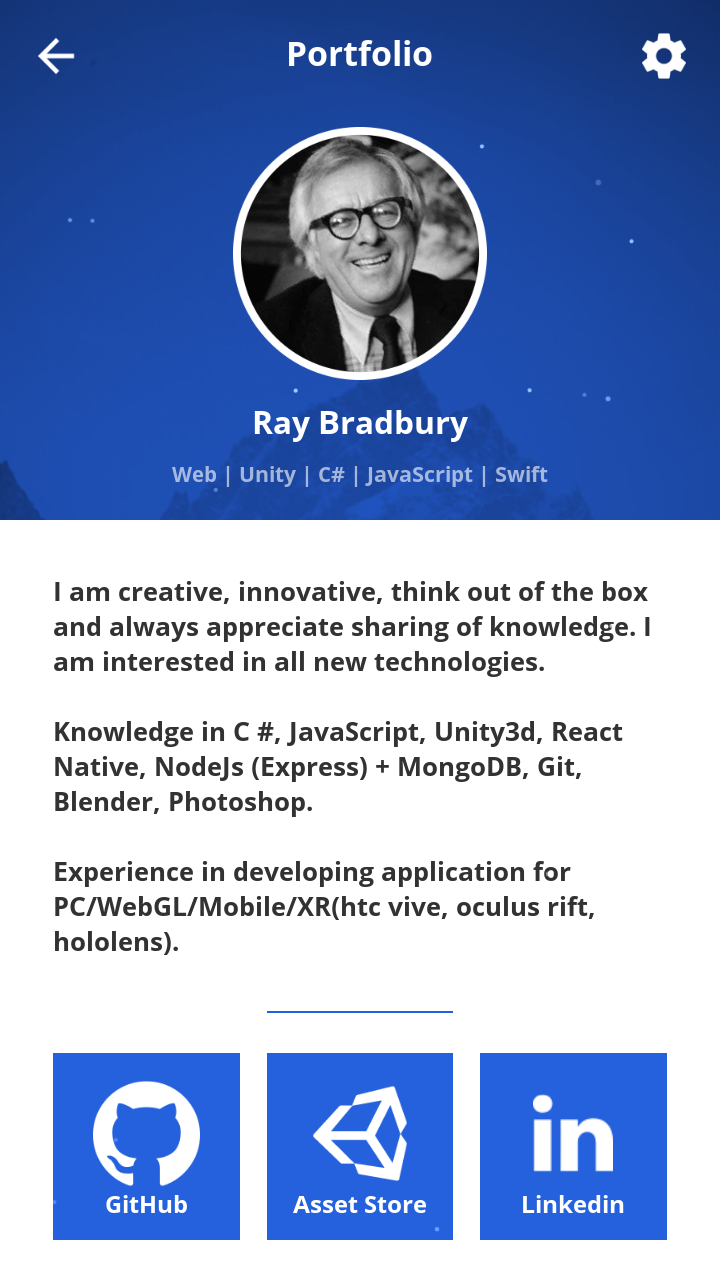 Portfolio
Ray Bradbury
Web | Unity | C# | JavaScript | Swift
I am creative, innovative, think out of the box
and always appreciate sharing of knowledge. I
am interested in all new technologies.
Knowledge in C #, JavaScript, Unity3d, React
Native, NodeJs (Express) + MongoDB, Git,
Blender, Photoshop.
Experience in developing application for
PC/WebGL/Mobile/XR(htc vive, oculus rift,
hololens).
in
GitHub Asset Store Linkedin